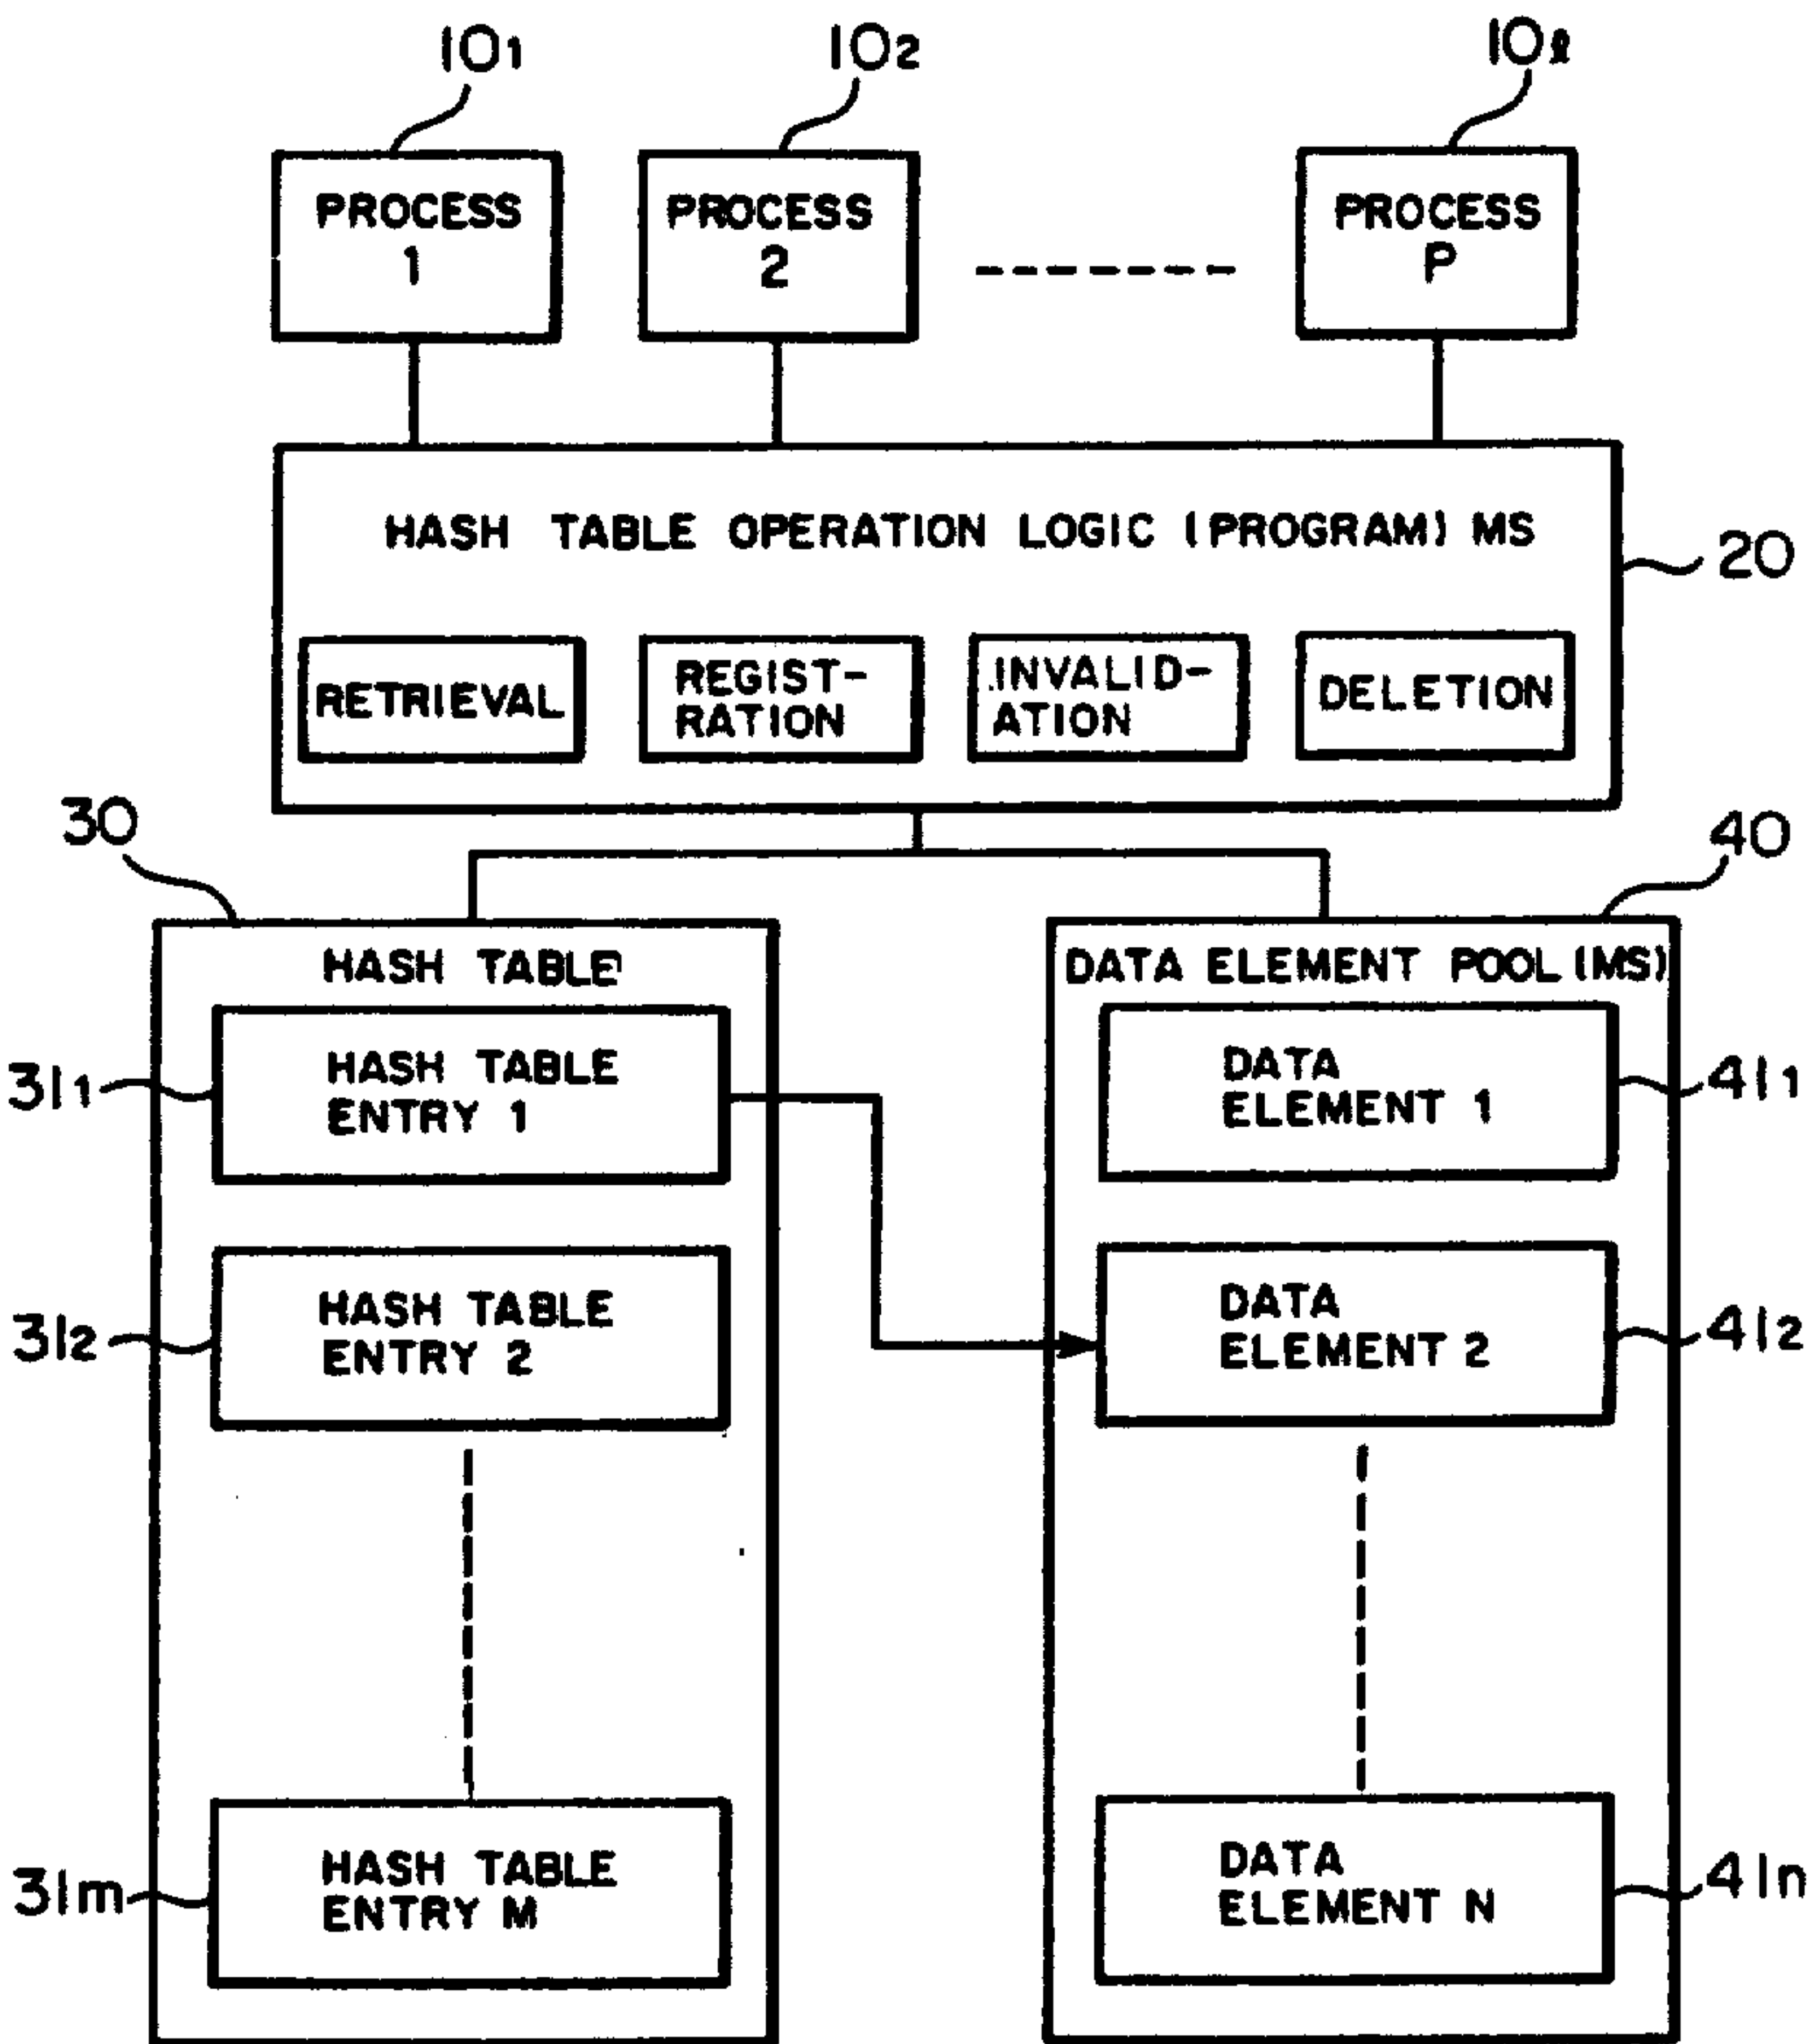 10₁
10₂
10ℓ
PROCESS
1
PROCESS
2
PROCESS
P
HASH TABLE OPERATION LOGIC (PROGRAM) MS
20
RETRIEVAL
REGIST-
RATION
INVALID-
ATION
DELETION
30
40
HASH TABLE
DATA ELEMENT POOL (MS)
31₁
HASH TABLE
ENTRY 1
DATA
ELEMENT 1
41₁
31₂
HASH TABLE
ENTRY 2
DATA
ELEMENT 2
41₂
31m
HASH TABLE
ENTRY M
DATA
ELEMENT N
41n